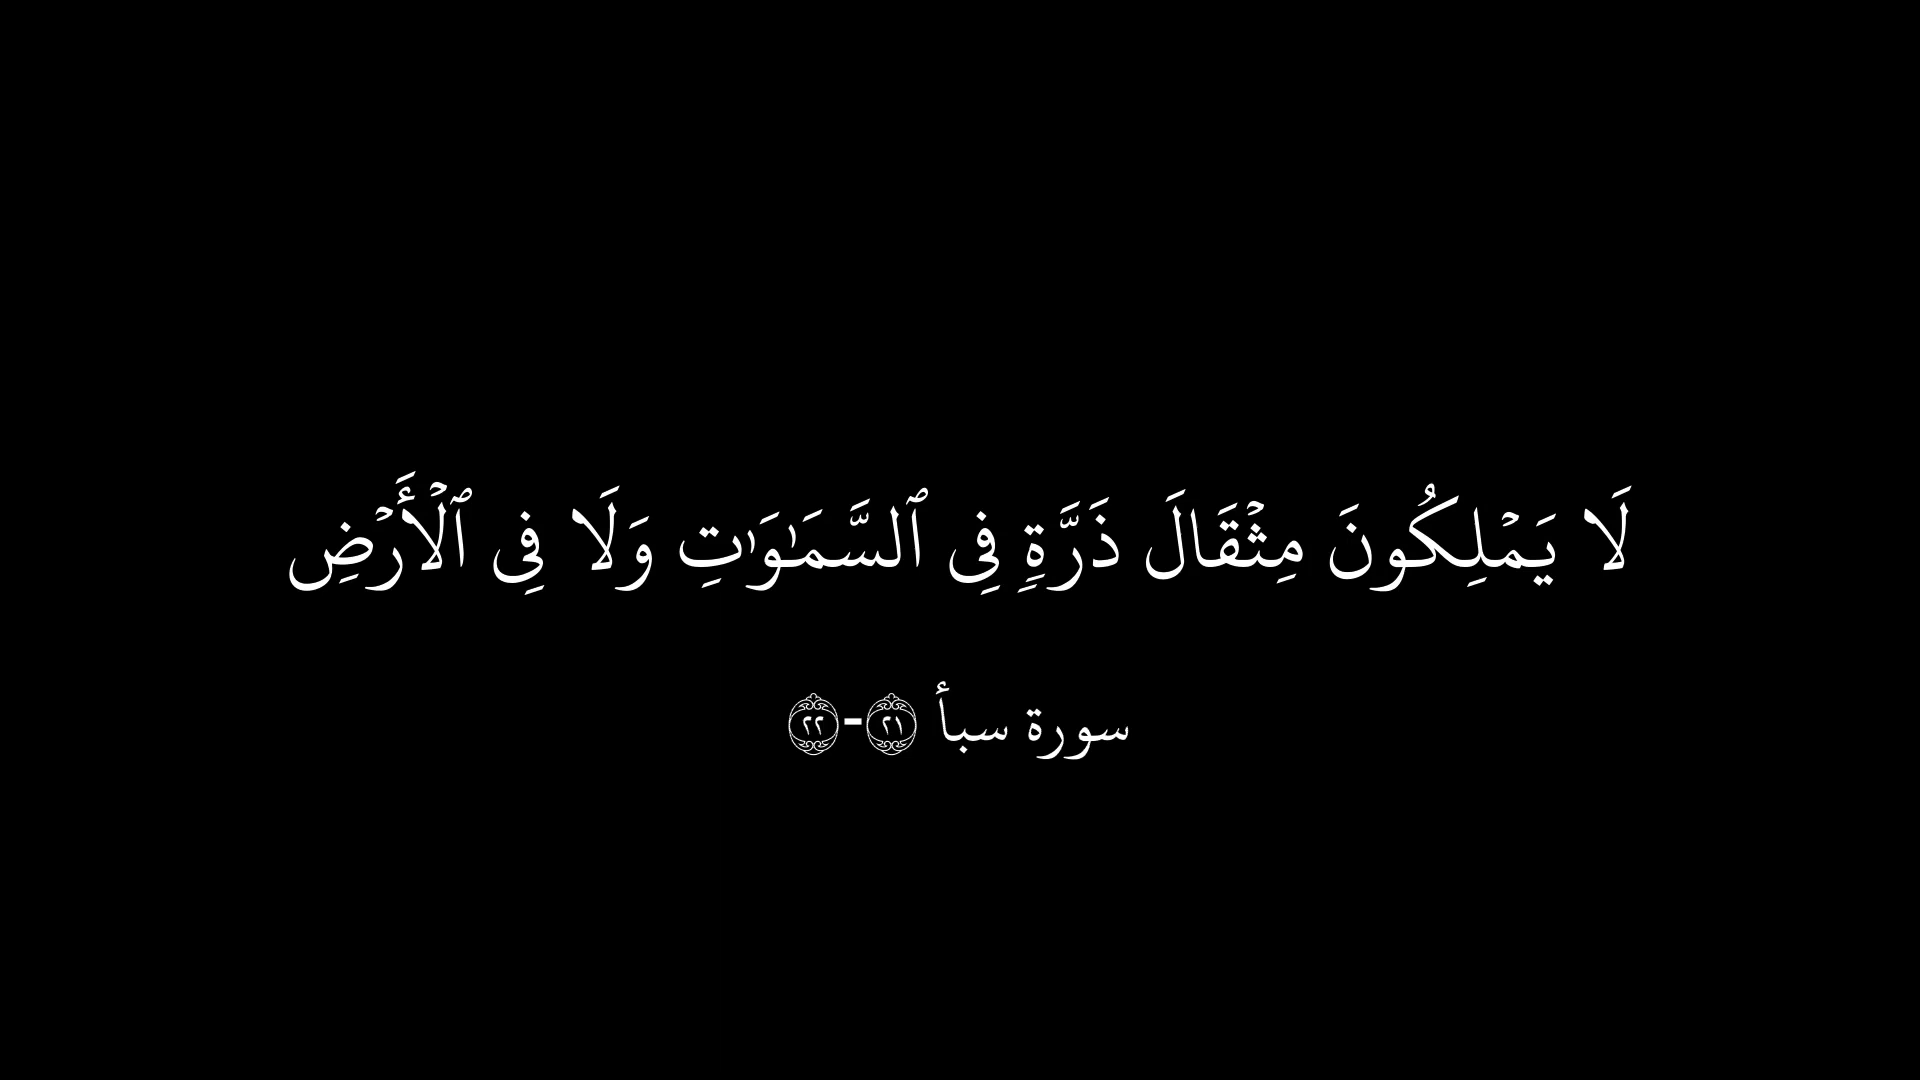 لَا يَمۡلِكُونَ مِثۡقَالَ ذَرَّةٖ فِي ٱلسَّمَٰوَٰتِ وَلَا فِي ٱلۡأَرۡضِ
سورة سبأ ۝٢١-۝٢٢